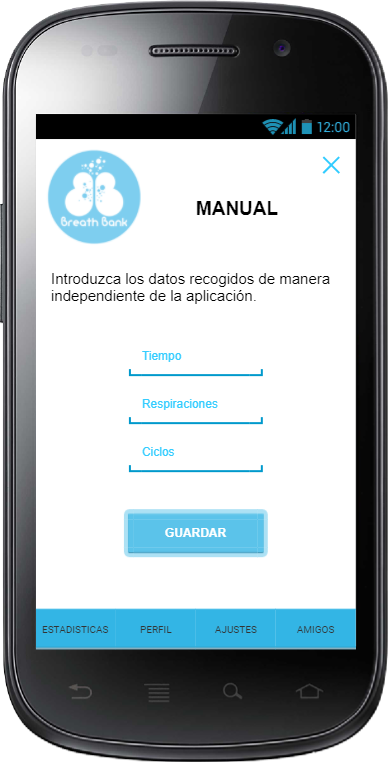 12:00
Breath Bank
MANUAL
Introduzca los datos recogidos de manera
independiente de la aplicación.
Tiempo
Respiraciones
Ciclos
GUARDAR
ESTADISTICAS PERFIL AJUSTES AMIGOS